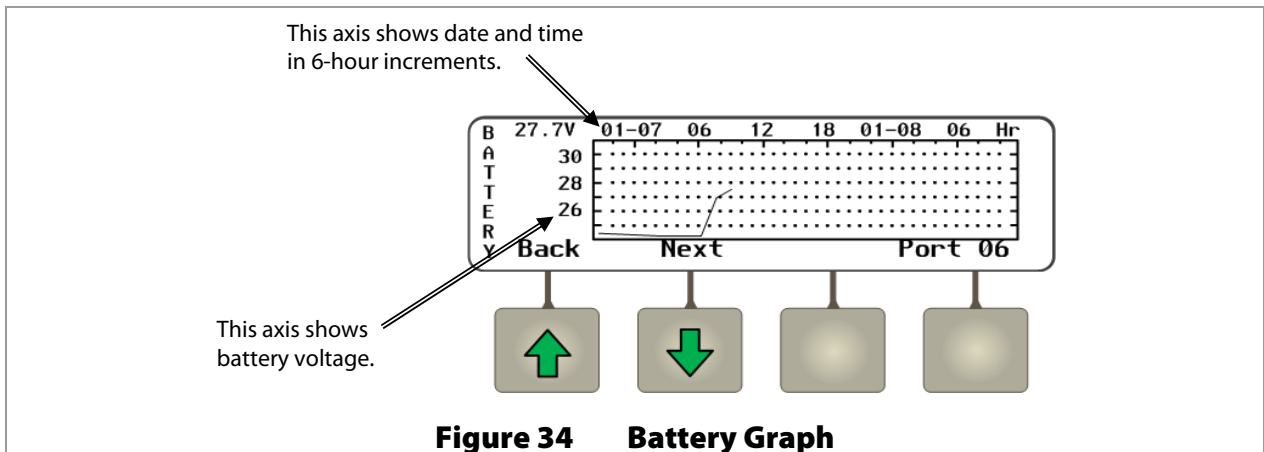 This axis shows date and time
in 6-hour increments.
BATTERY
27.7V 01-07 06 12 18 01-08 06 Hr
30
28
26
Back Next Port 06
This axis shows
battery voltage.
Figure 34 Battery Graph